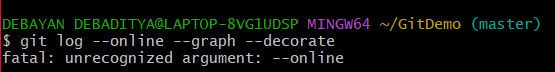 DEBAYAN DEBADITYA@LAPTOP-8VG1UDSP MINGW64 ~/GitDemo (master)
$ git log --online --graph --decorate
fatal: unrecognized argument: --online